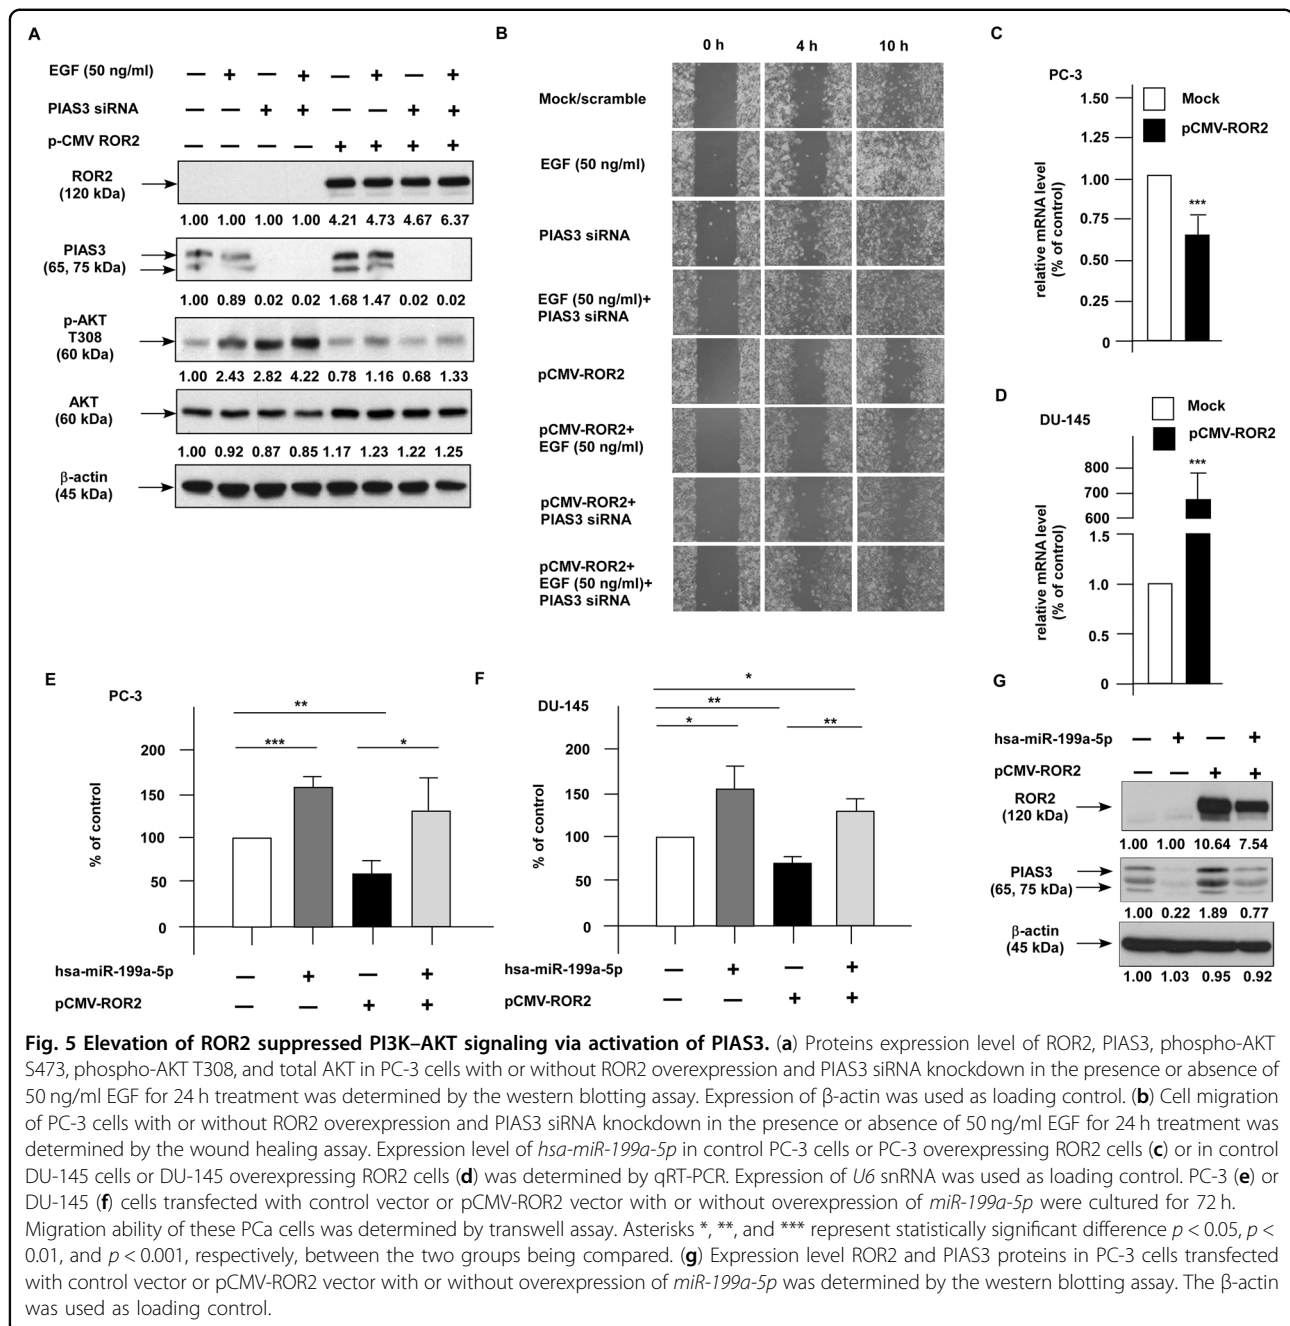 A
EGF (50 ng/ml) — + — + — + — +
PIAS3 siRNA — — + + — — + +
p-CMV ROR2 — — — — + + + +
ROR2
(120 kDa)
1.00 1.00 1.00 1.00 4.21 4.73 4.67 6.37
PIAS3
(65, 75 kDa)
1.00 0.89 0.02 0.02 1.68 1.47 0.02 0.02
p-AKT
T308
(60 kDa)
1.00 2.43 2.82 4.22 0.78 1.16 0.68 1.33
AKT
(60 kDa)
1.00 0.92 0.87 0.85 1.17 1.23 1.22 1.25
β-actin
(45 kDa)
B
0 h 4 h 10 h
Mock/scramble
EGF (50 ng/ml)
PIAS3 siRNA
EGF (50 ng/ml)+
PIAS3 siRNA
pCMV-ROR2
pCMV-ROR2+
EGF (50 ng/ml)
pCMV-ROR2+
PIAS3 siRNA
pCMV-ROR2+
EGF (50 ng/ml)+
PIAS3 siRNA
C
PC-3
Mock
pCMV-ROR2
relative mRNA level
(% of control)
1.50
1.25
1.00
0.75
0.50
0.25
0
***
D
DU-145
Mock
pCMV-ROR2
relative mRNA level
(% of control)
800
700
600
1.5
1.0
0.5
0
***
E
PC-3
% of control
200
150
100
50
0
**
*** *
hsa-miR-199a-5p — + — +
pCMV-ROR2 — — + +
F
DU-145
% of control
200
150
100
50
0
*
**
* **
hsa-miR-199a-5p — + — +
pCMV-ROR2 — — + +
G
hsa-miR-199a-5p — + — +
pCMV-ROR2 — — + +
ROR2
(120 kDa)
1.00 1.00 10.64 7.54
PIAS3
(65, 75 kDa)
1.00 0.22 1.89 0.77
β-actin
(45 kDa)
1.00 1.03 0.95 0.92
Fig. 5 Elevation of ROR2 suppressed PI3K–AKT signaling via activation of PIAS3. (a) Proteins expression level of ROR2, PIAS3, phospho-AKT
S473, phospho-AKT T308, and total AKT in PC-3 cells with or without ROR2 overexpression and PIAS3 siRNA knockdown in the presence or absence of
50 ng/ml EGF for 24 h treatment was determined by the western blotting assay. Expression of β-actin was used as loading control. (b) Cell migration
of PC-3 cells with or without ROR2 overexpression and PIAS3 siRNA knockdown in the presence or absence of 50 ng/ml EGF for 24 h treatment was
determined by the wound healing assay. Expression level of hsa-miR-199a-5p in control PC-3 cells or PC-3 overexpressing ROR2 cells (c) or in control
DU-145 cells or DU-145 overexpressing ROR2 cells (d) was determined by qRT-PCR. Expression of U6 snRNA was used as loading control. PC-3 (e) or
DU-145 (f) cells transfected with control vector or pCMV-ROR2 vector with or without overexpression of miR-199a-5p were cultured for 72 h.
Migration ability of these PCa cells was determined by transwell assay. Asterisks *, **, and *** represent statistically significant difference p < 0.05, p <
0.01, and p < 0.001, respectively, between the two groups being compared. (g) Expression level ROR2 and PIAS3 proteins in PC-3 cells transfected
with control vector or pCMV-ROR2 vector with or without overexpression of miR-199a-5p was determined by the western blotting assay. The β-actin
was used as loading control.